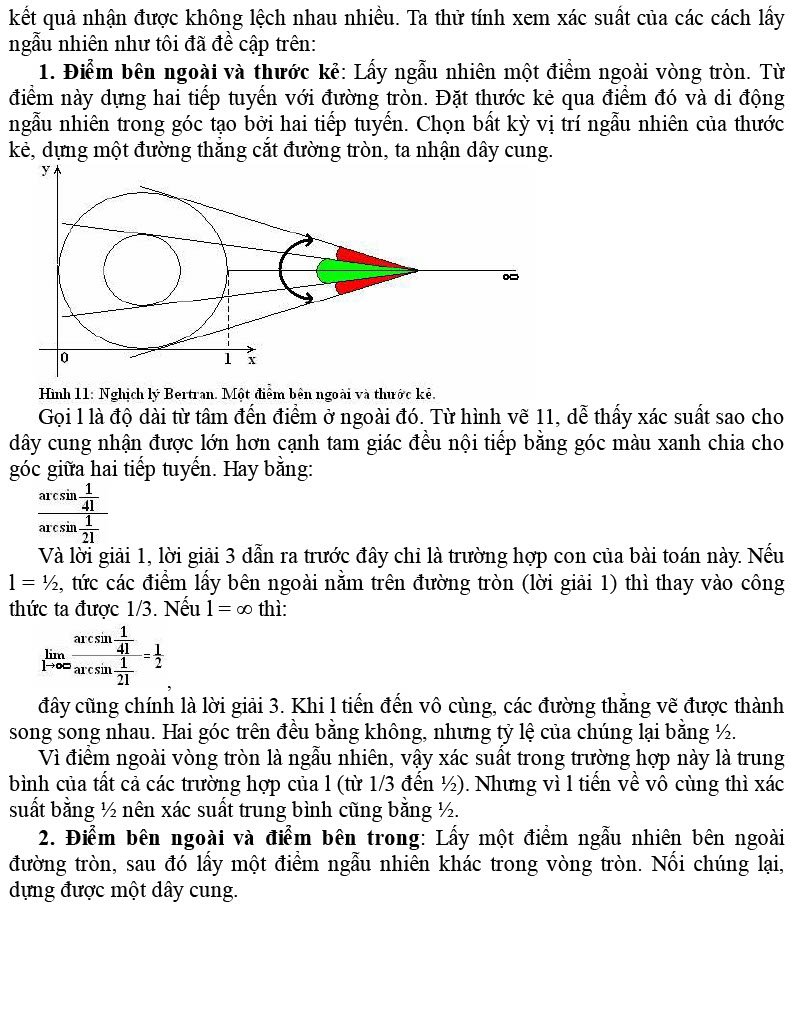 kết quả nhận được không lệch nhau nhiều. Ta thử tính xem xác suất của các cách lấy
ngẫu nhiên như tôi đã đề cập trên:
1. Điểm bên ngoài và thước kẻ: Lấy ngẫu nhiên một điểm ngoài vòng tròn. Từ
điểm này dựng hai tiếp tuyến với đường tròn. Đặt thước kẻ qua điểm đó và di động
ngẫu nhiên trong góc tạo bởi hai tiếp tuyến. Chọn bất kỳ vị trí ngẫu nhiên của thước
kẻ, dựng một đường thẳng cắt đường tròn, ta nhận dây cung.
y
∞
0 1 x
Hình 11: Nghịch lý Bertran. Một điểm bên ngoài và thước kẻ.
Gọi l là độ dài từ tâm đến điểm ở ngoài đó. Từ hình vẽ 11, dễ thấy xác suất sao cho
dây cung nhận được lớn hơn cạnh tam giác đều nội tiếp bằng góc màu xanh chia cho
góc giữa hai tiếp tuyến. Hay bằng:
arcsin 1/4l
arcsin 1/2l
Và lời giải 1, lời giải 3 dẫn ra trước đây chỉ là trường hợp con của bài toán này. Nếu
l = ½, tức các điểm lấy bên ngoài nằm trên đường tròn (lời giải 1) thì thay vào công
thức ta được 1/3. Nếu l = ∞ thì:
lim l→∞ arcsin 1/4l / arcsin 1/2l = 1/2 ,
đây cũng chính là lời giải 3. Khi l tiến đến vô cùng, các đường thẳng vẽ được thành
song song nhau. Hai góc trên đều bằng không, nhưng tỷ lệ của chúng lại bằng ½.
Vì điểm ngoài vòng tròn là ngẫu nhiên, vậy xác suất trong trường hợp này là trung
bình của tất cả các trường hợp của l (từ 1/3 đến ½). Nhưng vì l tiến về vô cùng thì xác
suất bằng ½ nên xác suất trung bình cũng bằng ½.
2. Điểm bên ngoài và điểm bên trong: Lấy một điểm ngẫu nhiên bên ngoài
đường tròn, sau đó lấy một điểm ngẫu nhiên khác trong vòng tròn. Nối chúng lại,
dựng được một dây cung.